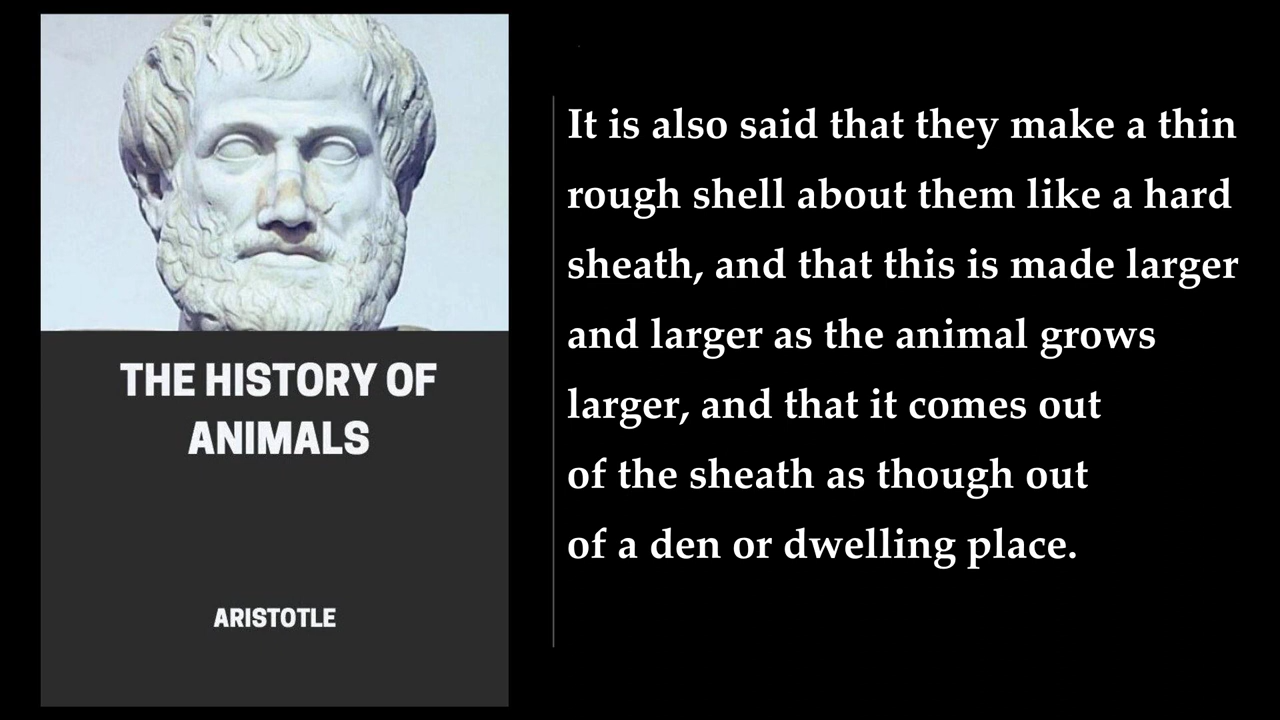 THE HISTORY OF
ANIMALS
ARISTOTLE
It is also said that they make a thin
rough shell about them like a hard
sheath, and that this is made larger
and larger as the animal grows
larger, and that it comes out
of the sheath as though out
of a den or dwelling place.